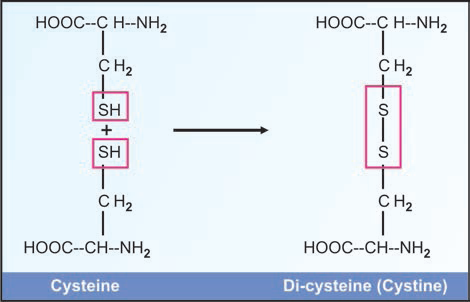 HOOC--C H--NH2 HOOC--C H--NH2
C H2 C H2
SH S
+
SH S
C H2 C H2
HOOC--CH--NH2 HOOC--CH--NH2
Cysteine Di-cysteine (Cystine)